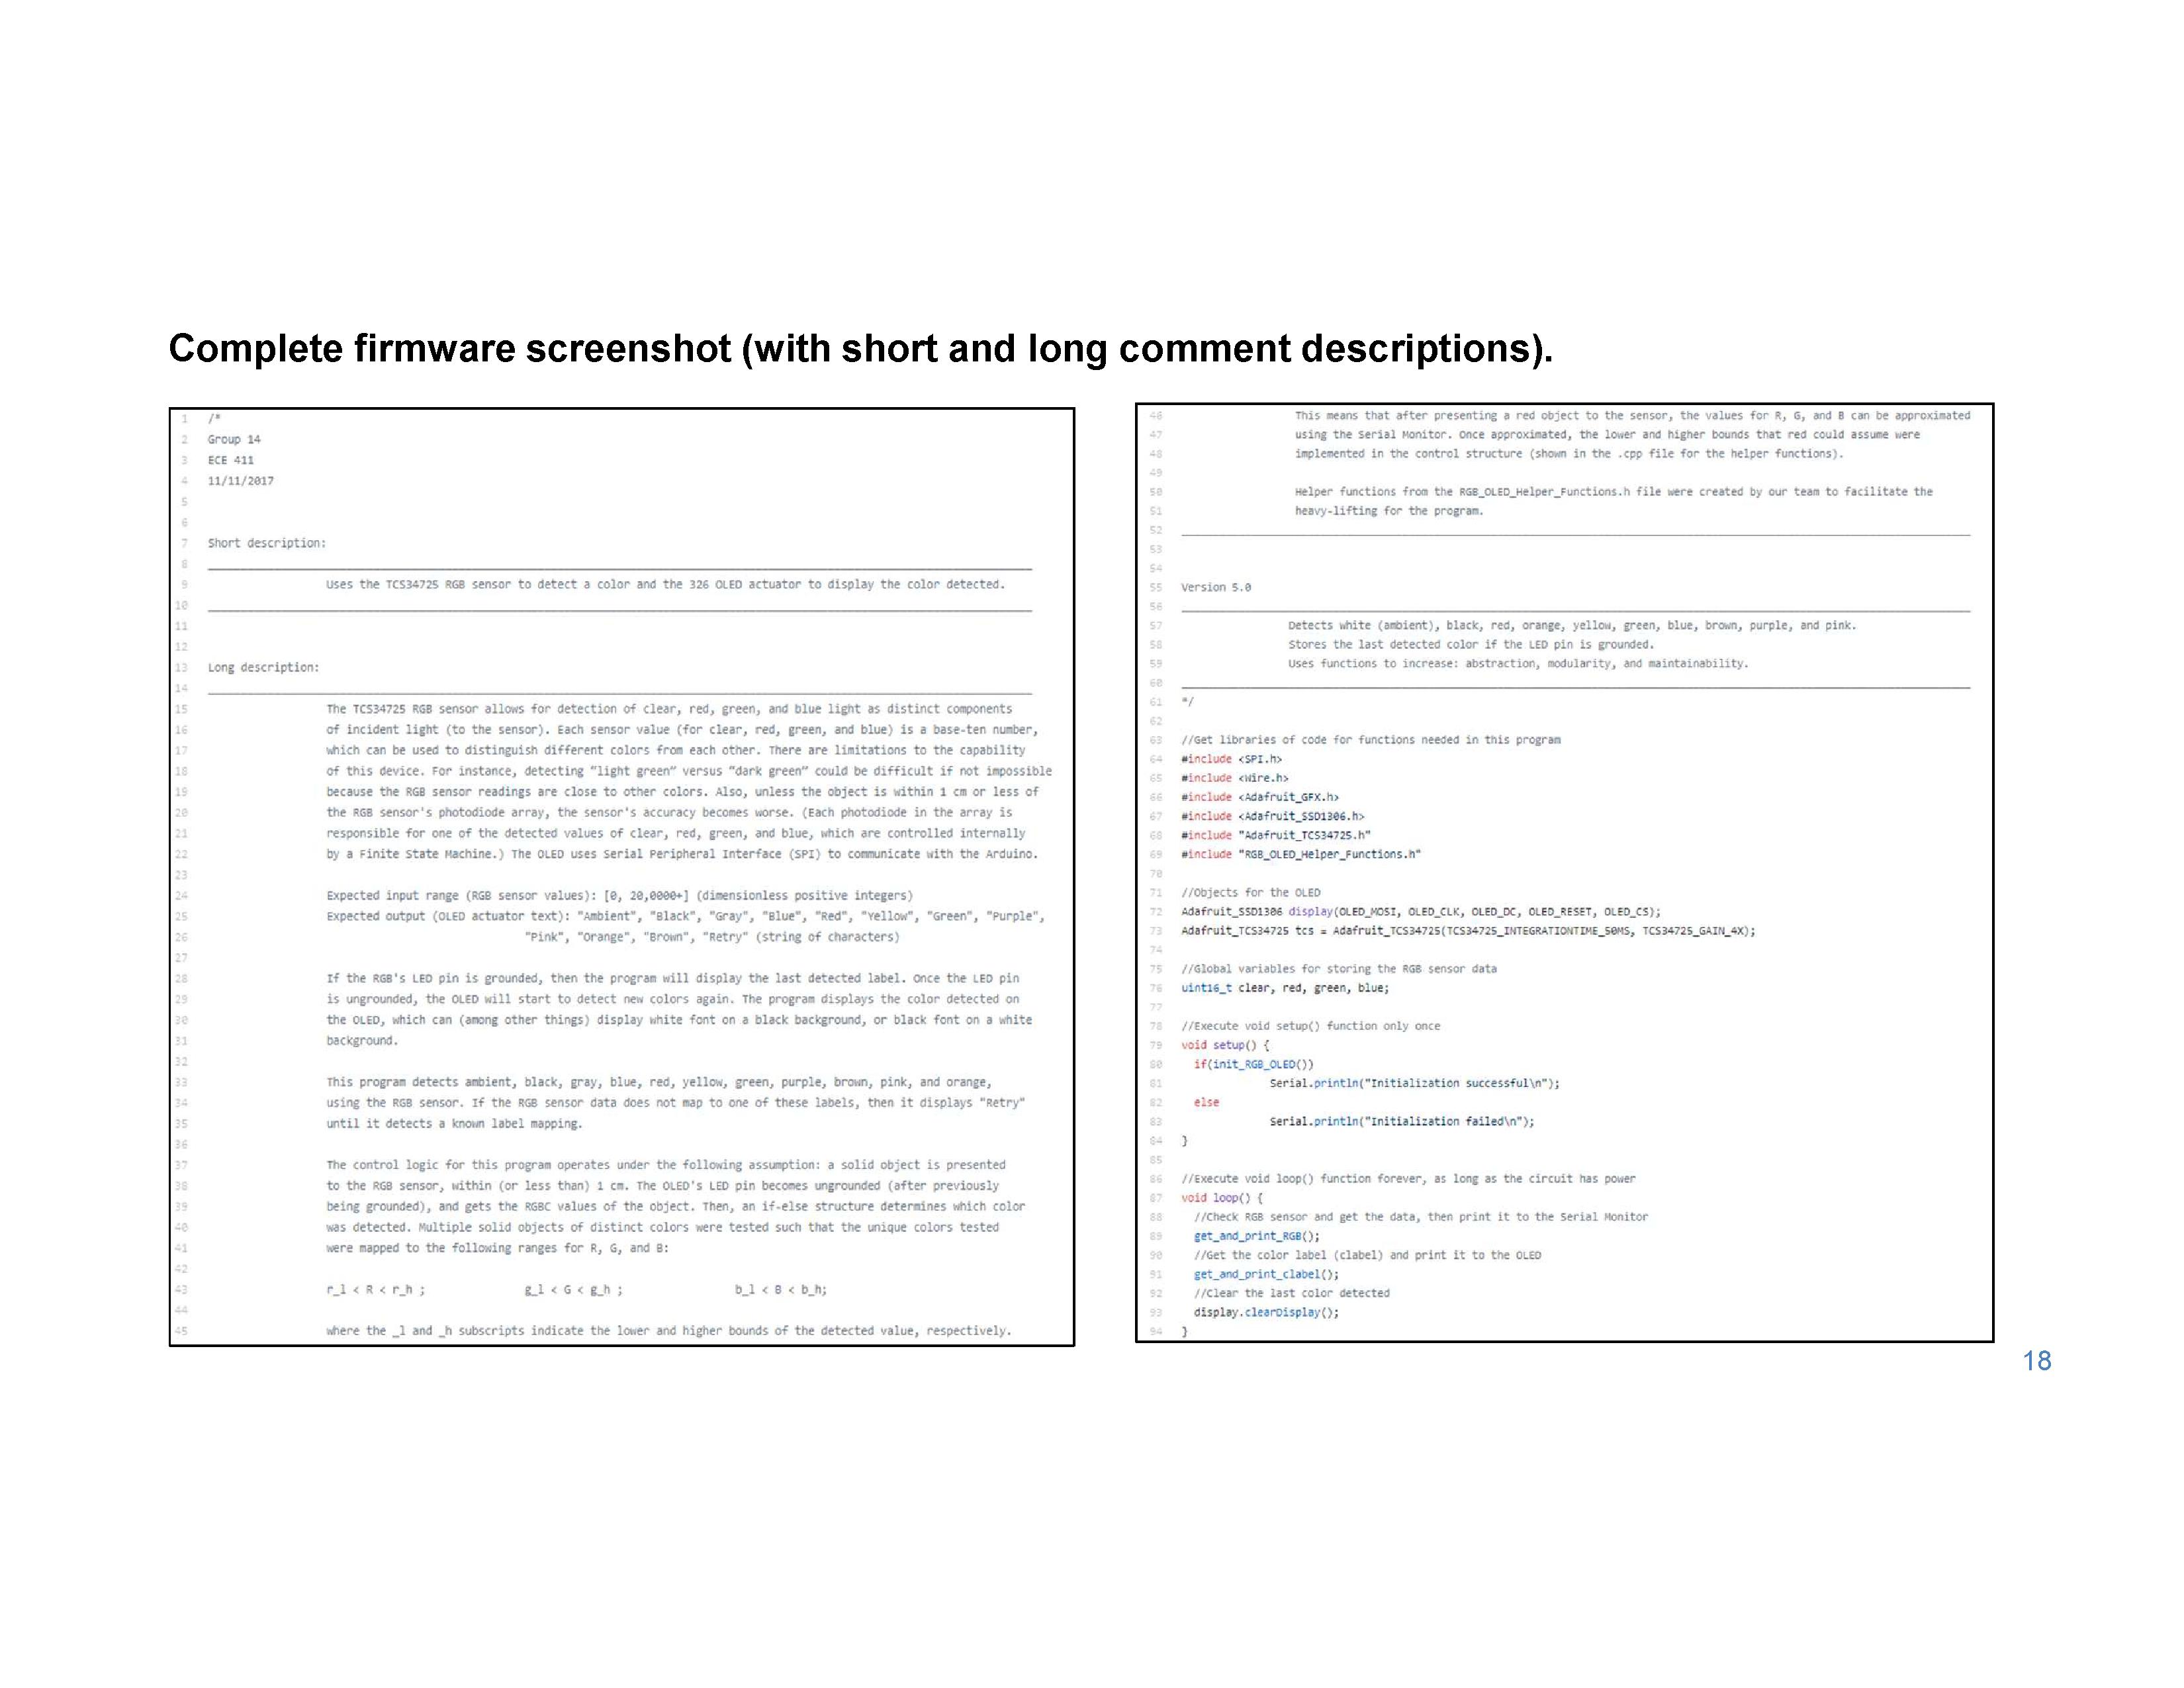 Complete firmware screenshot (with short and long comment descriptions).
1 /*
2 Group 14
3 ECE 411
4 11/11/2017
5
6
7 Short description:
8
9 Uses the TCS34725 RGB sensor to detect a color and the 326 OLED actuator to display the color detected.
10
11
12
13 Long description:
14
15 The TCS34725 RGB sensor allows for detection of clear, red, green, and blue light as distinct components
16 of incident light (to the sensor). Each sensor value (for clear, red, green, and blue) is a base-ten number,
17 which can be used to distinguish different colors from each other. There are limitations to the capability
18 of this device. For instance, detecting "light green" versus "dark green" could be difficult if not impossible
19 because the RGB sensor readings are close to other colors. Also, unless the object is within 1 cm or less of
20 the RGB sensor's photodiode array, the sensor's accuracy becomes worse. (Each photodiode in the array is
21 responsible for one of the detected values of clear, red, green, and blue, which are controlled internally
22 by a Finite State Machine.) The OLED uses Serial Peripheral Interface (SPI) to communicate with the Arduino.
23
24 Expected input range (RGB sensor values): [0, 20,0000+] (dimensionless positive integers)
25 Expected output (OLED actuator text): "Ambient", "Black", "Gray", "Blue", "Red", "Yellow", "Green", "Purple",
26 "Pink", "Orange", "Brown", "Retry" (string of characters)
27
28 If the RGB's LED pin is grounded, then the program will display the last detected label. Once the LED pin
29 is ungrounded, the OLED will start to detect new colors again. The program displays the color detected on
30 the OLED, which can (among other things) display white font on a black background, or black font on a white
31 background.
32
33 This program detects ambient, black, gray, blue, red, yellow, green, purple, brown, pink, and orange,
34 using the RGB sensor. If the RGB sensor data does not map to one of these labels, then it displays "Retry"
35 until it detects a known label mapping.
36
37 The control logic for this program operates under the following assumption: a solid object is presented
38 to the RGB sensor, within (or less than) 1 cm. The OLED's LED pin becomes ungrounded (after previously
39 being grounded), and gets the RGBC values of the object. Then, an if-else structure determines which color
40 was detected. Multiple solid objects of distinct colors were tested such that the unique colors tested
41 were mapped to the following ranges for R, G, and B:
42
43 r_l < R < r_h ; g_l < G < g_h ; b_l < B < b_h;
44
45 where the _l and _h subscripts indicate the lower and higher bounds of the detected value, respectively.
46 This means that after presenting a red object to the sensor, the values for R, G, and B can be approximated
47 using the Serial Monitor. Once approximated, the lower and higher bounds that red could assume were
48 implemented in the control structure (shown in the .cpp file for the helper functions).
49
50 Helper functions from the RGB_OLED_Helper_Functions.h file were created by our team to facilitate the
51 heavy-lifting for the program.
52
53
54
55 Version 5.0
56
57 Detects white (ambient), black, red, orange, yellow, green, blue, brown, purple, and pink.
58 Stores the last detected color if the LED pin is grounded.
59 Uses functions to increase: abstraction, modularity, and maintainability.
60
61 */
62
63 //Get libraries of code for functions needed in this program
64 #include <SPI.h>
65 #include <Wire.h>
66 #include <Adafruit_GFX.h>
67 #include <Adafruit_SSD1306.h>
68 #include "Adafruit_TCS34725.h"
69 #include "RGB_OLED_Helper_Functions.h"
70
71 //Objects for the OLED
72 Adafruit_SSD1306 display(OLED_MOSI, OLED_CLK, OLED_DC, OLED_RESET, OLED_CS);
73 Adafruit_TCS34725 tcs = Adafruit_TCS34725(TCS34725_INTEGRATIONTIME_50MS, TCS34725_GAIN_4X);
74
75 //Global variables for storing the RGB sensor data
76 uint16_t clear, red, green, blue;
77
78 //Execute void setup() function only once
79 void setup() {
80 if(init_RGB_OLED())
81 Serial.println("Initialization successful\n");
82 else
83 Serial.println("Initialization failed\n");
84 }
85
86 //Execute void loop() function forever, as long as the circuit has power
87 void loop() {
88 //Check RGB sensor and get the data, then print it to the Serial Monitor
89 get_and_print_RGB();
90 //Get the color label (clabel) and print it to the OLED
91 get_and_print_clabel();
92 //Clear the last color detected
93 display.clearDisplay();
94 }
18